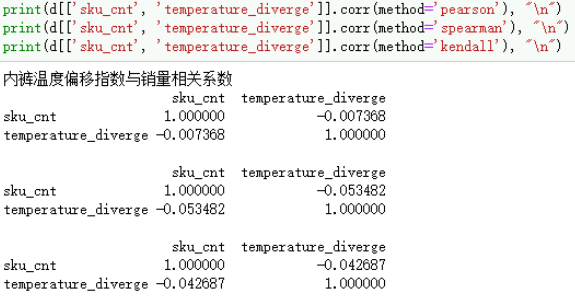 print(d[['sku_cnt', 'temperature_diverge']].corr(method='pearson'), "\n")
print(d[['sku_cnt', 'temperature_diverge']].corr(method='spearman'), "\n")
print(d[['sku_cnt', 'temperature_diverge']].corr(method='kendall'), "\n")
内裤温度偏移指数与销量相关系数
sku_cnt temperature_diverge
sku_cnt 1.000000 -0.007368
temperature_diverge -0.007368 1.000000
sku_cnt temperature_diverge
sku_cnt 1.000000 -0.053482
temperature_diverge -0.053482 1.000000
sku_cnt temperature_diverge
sku_cnt 1.000000 -0.042687
temperature_diverge -0.042687 1.000000